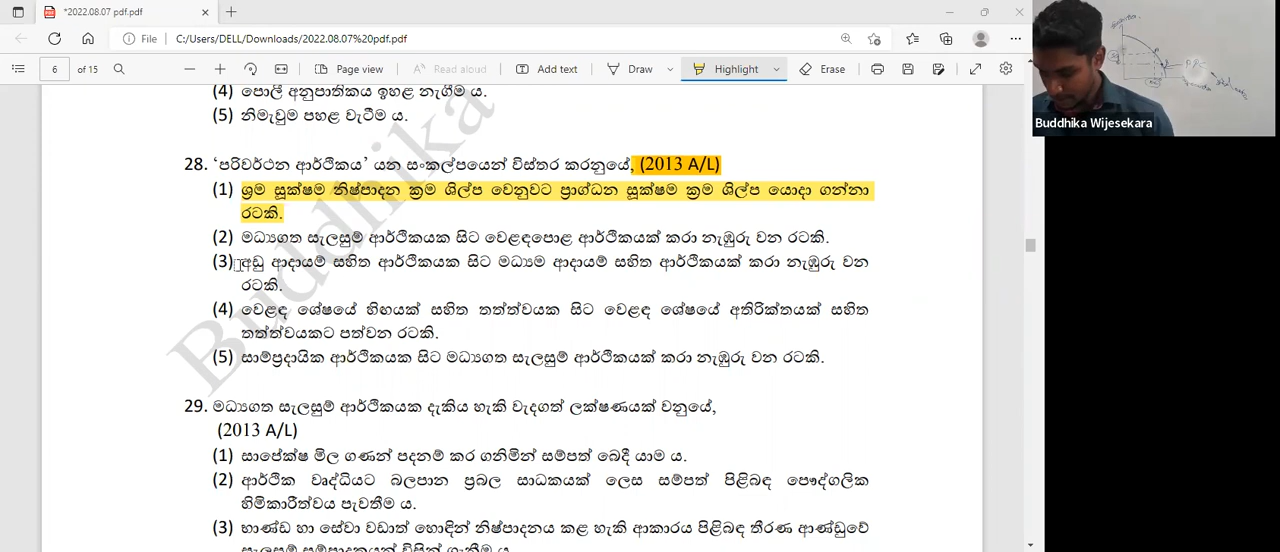 *2022.08.07 pdf.pdf
File C:/Users/DELL/Downloads/2022.08.07%20pdf.pdf
6 of 15 Page view Read aloud Add text Draw Highlight Erase
Buddhika Wijesekara
(4) පොලී අනුපාතිකය ඉහළ නැගීම ය.
(5) නිමැවුම පහළ වැටීම ය.
28. ‘පරිවර්ථන ආර්ථිකය’ යන සංකල්පයෙන් විස්තර කරනුයේ, (2013 A/L)
(1) ශ්‍රම සූක්ෂම නිෂ්පාදන ක්‍රම ශිල්ප වෙනුවට ප්‍රාග්ධන සූක්ෂම ක්‍රම ශිල්ප යොදා ගන්නා
රටකි.
(2) මධ්‍යගත සැලසුම් ආර්ථිකයක සිට වෙළඳපොළ ආර්ථිකයක් කරා නැඹුරු වන රටකි.
(3) අඩු ආදායම් සහිත ආර්ථිකයක සිට මධ්‍යම ආදායම් සහිත ආර්ථිකයක් කරා නැඹුරු වන
රටකි.
(4) වෙළඳ ශේෂයේ හිඟයක් සහිත තත්ත්වයක සිට වෙළඳ ශේෂයේ අතිරික්තයක් සහිත
තත්ත්වයකට පත්වන රටකි.
(5) සාම්ප්‍රදායික ආර්ථිකයක සිට මධ්‍යගත සැලසුම් ආර්ථිකයක් කරා නැඹුරු වන රටකි.
Buddhika
29. මධ්‍යගත සැලසුම් ආර්ථිකයක දැකිය හැකි වැදගත් ලක්ෂණයක් වනුයේ,
(2013 A/L)
(1) සාපේක්ෂ මිල ගණන් පදනම් කර ගනිමින් සම්පත් බෙදී යාම ය.
(2) ආර්ථික වෘද්ධියට බලපාන ප්‍රබල සාධකයක් ලෙස සම්පත් පිළිබඳ පෞද්ගලික
හිමිකාරීත්වය පැවතීම ය.
(3) භාණ්ඩ හා සේවා වඩාත් හොඳින් නිෂ්පාදනය කළ හැකි ආකාරය පිළිබඳ තීරණ ආණ්ඩුවේ